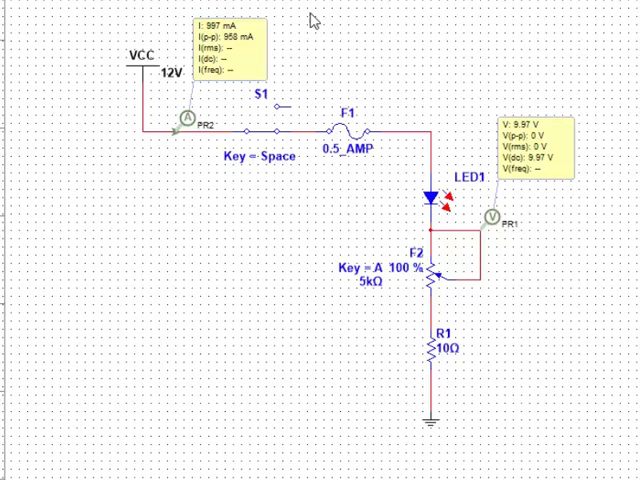 I: 997 mA
I(p-p): 958 mA
I(rms): --
I(dc): --
I(freq): --
VCC
12V
A
PR2
S1
Key = Space
F1
0.5_AMP
V: 9.97 V
V(p-p): 0 V
V(rms): 0 V
V(dc): 9.97 V
V(freq): --
LED1
V
PR1
F2
Key = A 100 %
5kΩ
R1
10Ω